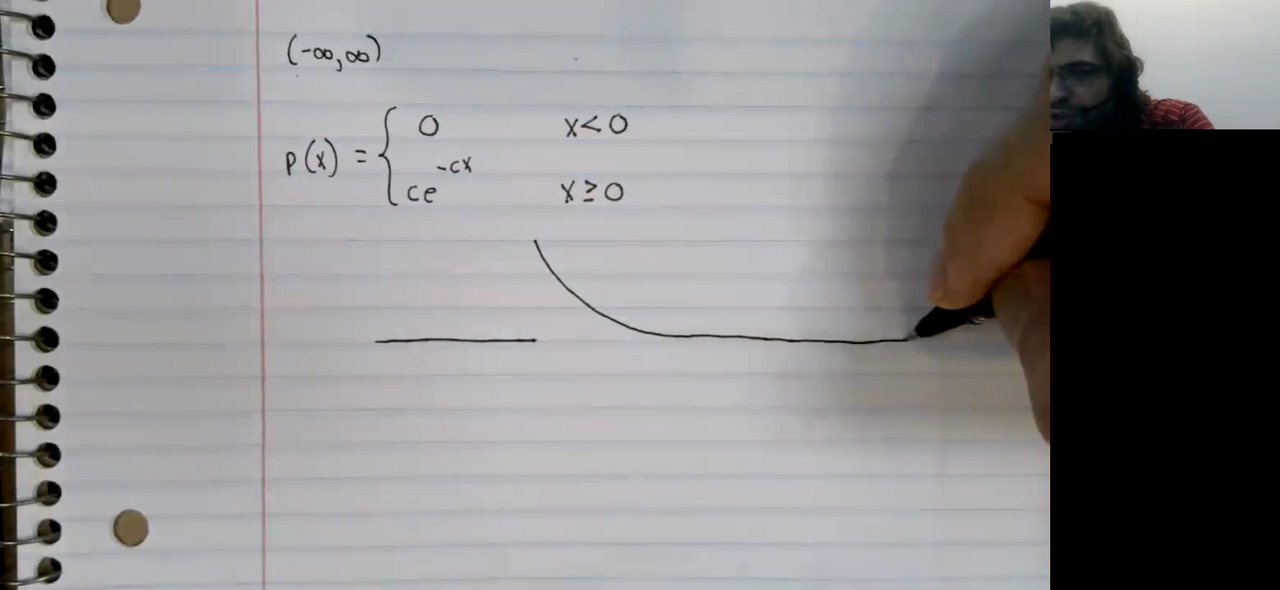 (-∞,∞)
p(x) = { 0 x<0
ce^{-cx} x≥0